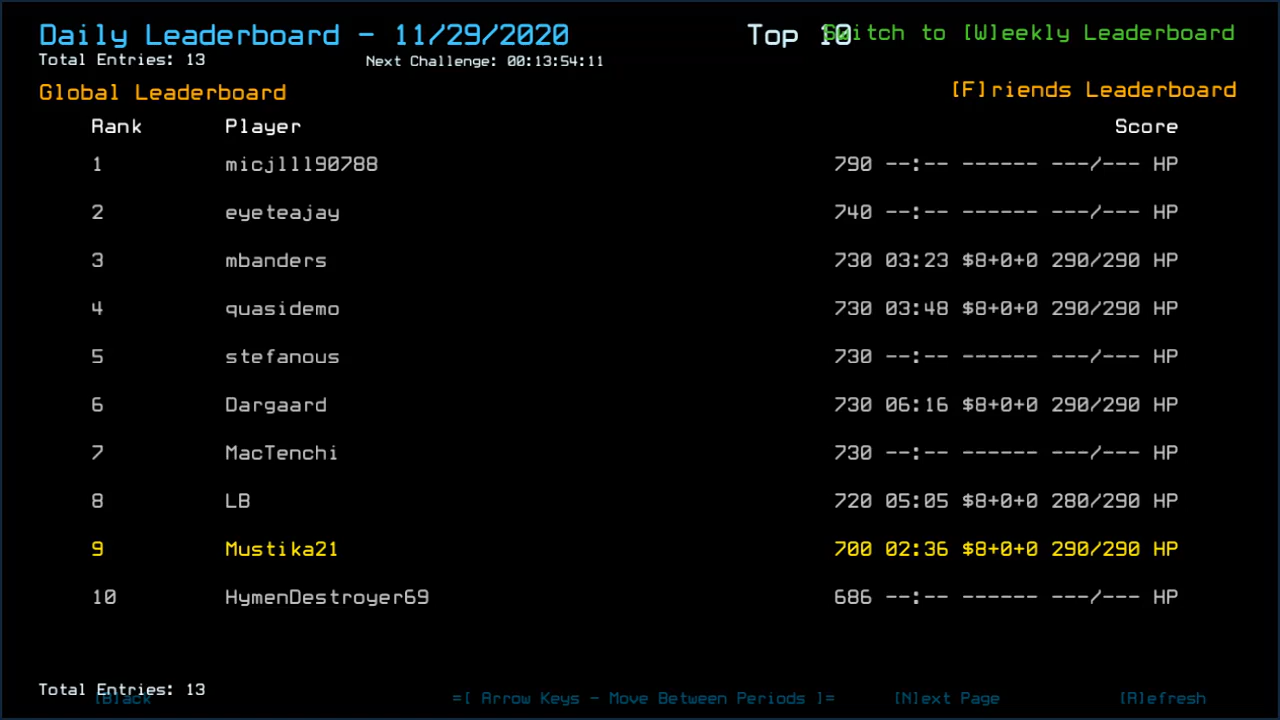 Daily Leaderboard - 11/29/2020 Top 10 Switch to [W]eekly Leaderboard
Total Entries: 13 Next Challenge: 00:13:54:11
Global Leaderboard [F]riends Leaderboard
Rank Player Score
1 micjlll90788 790 --:-- ------ ---/--- HP
2 eyeteajay 740 --:-- ------ ---/--- HP
3 mbanders 730 03:23 $8+0+0 290/290 HP
4 quasidemo 730 03:48 $8+0+0 290/290 HP
5 stefanous 730 --:-- ------ ---/--- HP
6 Dargaard 730 06:16 $8+0+0 290/290 HP
7 MacTenchi 730 --:-- ------ ---/--- HP
8 LB 720 05:05 $8+0+0 280/290 HP
9 Mustika21 700 02:36 $8+0+0 290/290 HP
10 HymenDestroyer69 686 --:-- ------ ---/--- HP
Total Entries: 13
[B]ack =[ Arrow Keys - Move Between Periods ]= [N]ext Page [R]efresh